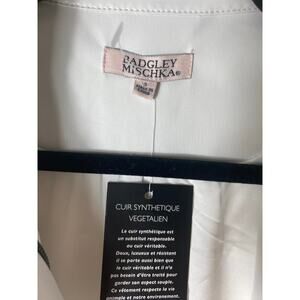 BADGLEY
MISCHKA®
CUIR SYNTHETIQUE
VEGETALIEN
Le cuir synthétique est
un substitut responsable
au cuir véritable.
Doux, luxueux et résistant
il se porte aussi bien que
le cuir véritable et il n'a
pas besoin d'être traité pour
garder son aspect souple.
Ce vêtement respecte la vie
animale et notre environnement.